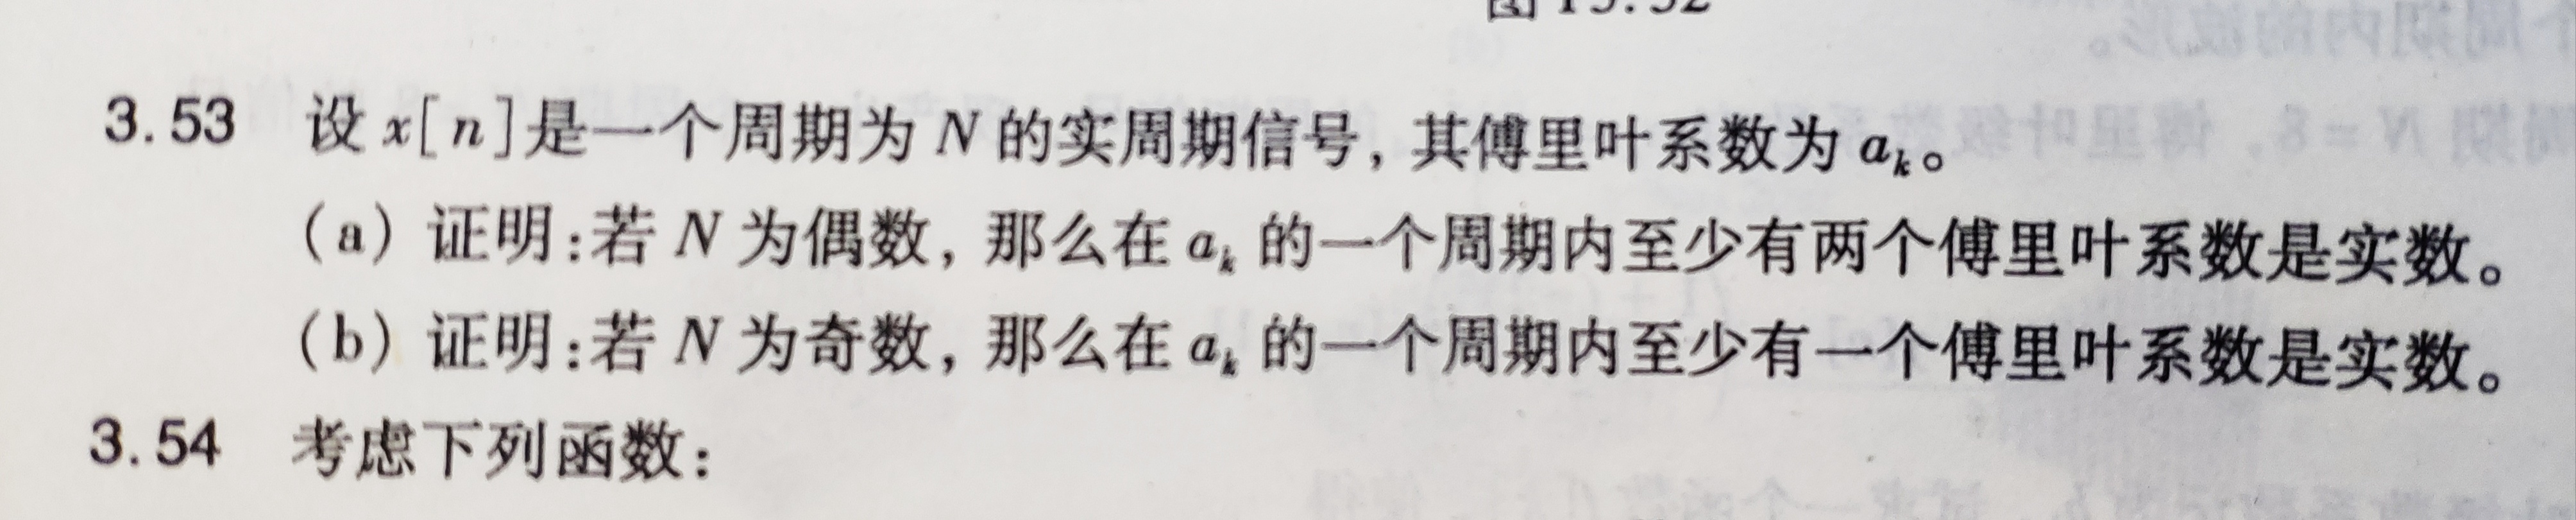 图 13.52
3.53 设 x[n]是一个周期为 N 的实周期信号, 其傅里叶系数为 aₖ。
(a) 证明:若 N 为偶数, 那么在 aₖ 的一个周期内至少有两个傅里叶系数是实数。
(b) 证明:若 N 为奇数, 那么在 aₖ 的一个周期内至少有一个傅里叶系数是实数。
3.54 考虑下列函数: